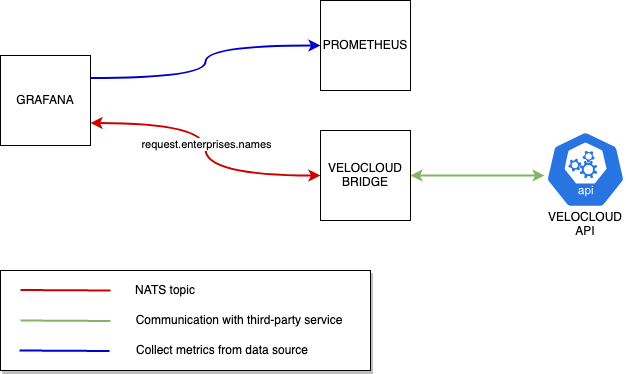 PROMETHEUS
GRAFANA
request.enterprises.names
VELOCLOUD
BRIDGE
api
VELOCLOUD
API
NATS topic
Communication with third-party service
Collect metrics from data source